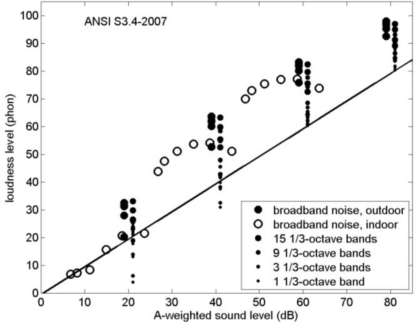 ANSI S3.4-2007
loudness level (phon)
100
90
80
70
60
50
40
30
20
10
0
broadband noise, outdoor
broadband noise, indoor
15 1/3-octave bands
9 1/3-octave bands
3 1/3-octave bands
1 1/3-octave band
0 10 20 30 40 50 60 70 80
A-weighted sound level (dB)